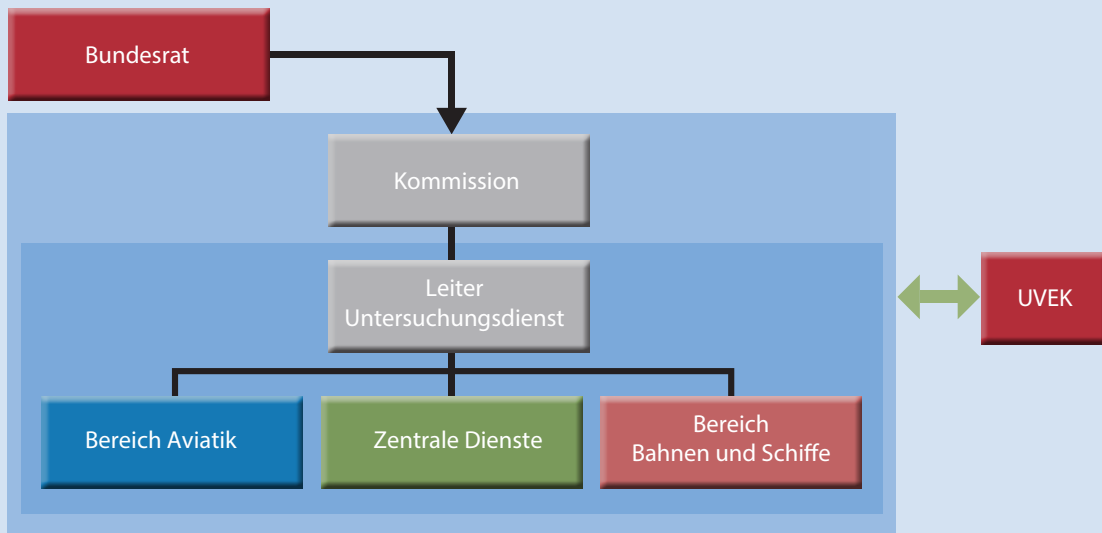 Bundesrat
Kommission
Leiter
Untersuchungsdienst
UVEK
Bereich Aviatik
Zentrale Dienste
Bereich
Bahnen und Schiffe